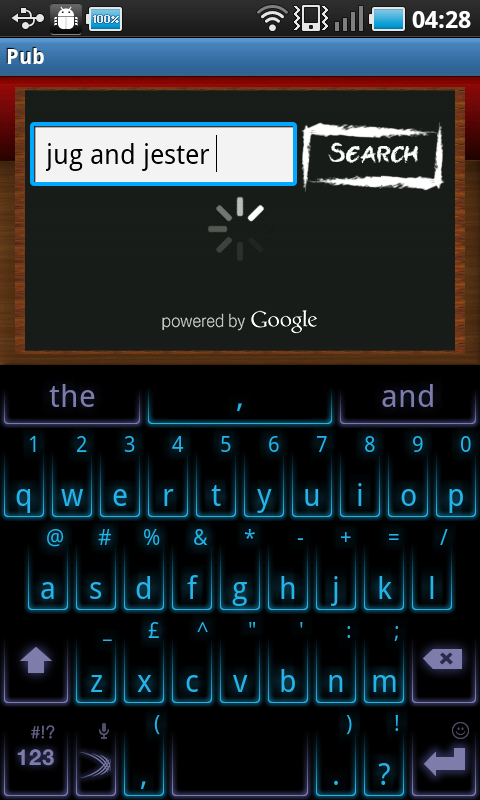 100% 04:28
Pub
jug and jester SEARCH
powered by Google
the , and
1 2 3 4 5 6 7 8 9 0
q w e r t y u i o p
@ # % & * - + = /
a s d f g h j k l
_ £ ^ " ' : ;
z x c v b n m
#!? ( ) !
123 , . ?